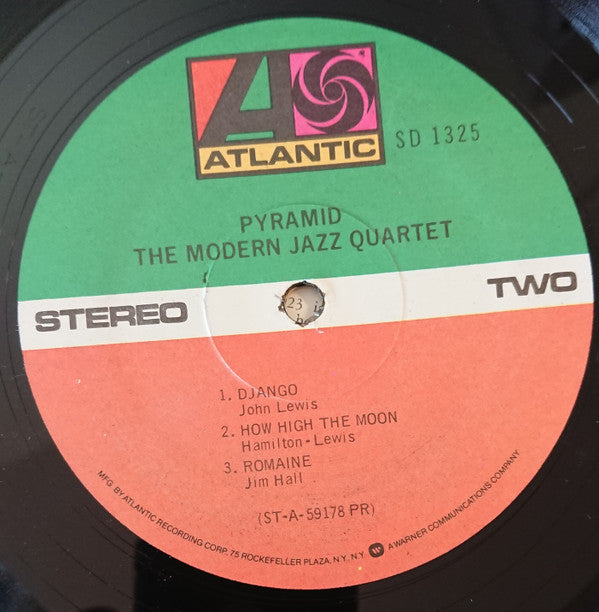 ATLANTIC
SD 1325
PYRAMID
THE MODERN JAZZ QUARTET
STEREO
TWO
23
1. DJANGO
John Lewis
2. HOW HIGH THE MOON
Hamilton-Lewis
3. ROMAINE
Jim Hall
(ST-A-59178 PR)
MFG. BY ATLANTIC RECORDING CORP. 75 ROCKEFELLER PLAZA, N.Y. N.Y. A WARNER COMMUNICATIONS COMPANY